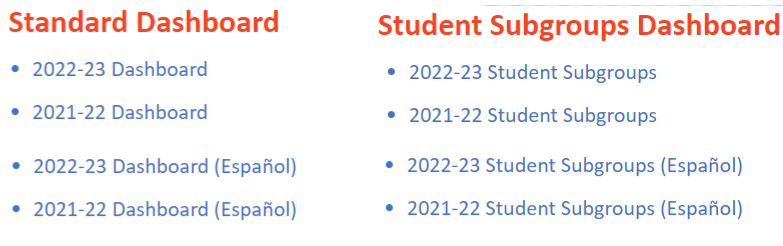 Standard Dashboard
• 2022-23 Dashboard
• 2021-22 Dashboard
• 2022-23 Dashboard (Español)
• 2021-22 Dashboard (Español)
Student Subgroups Dashboard
• 2022-23 Student Subgroups
• 2021-22 Student Subgroups
• 2022-23 Student Subgroups (Español)
• 2021-22 Student Subgroups (Español)